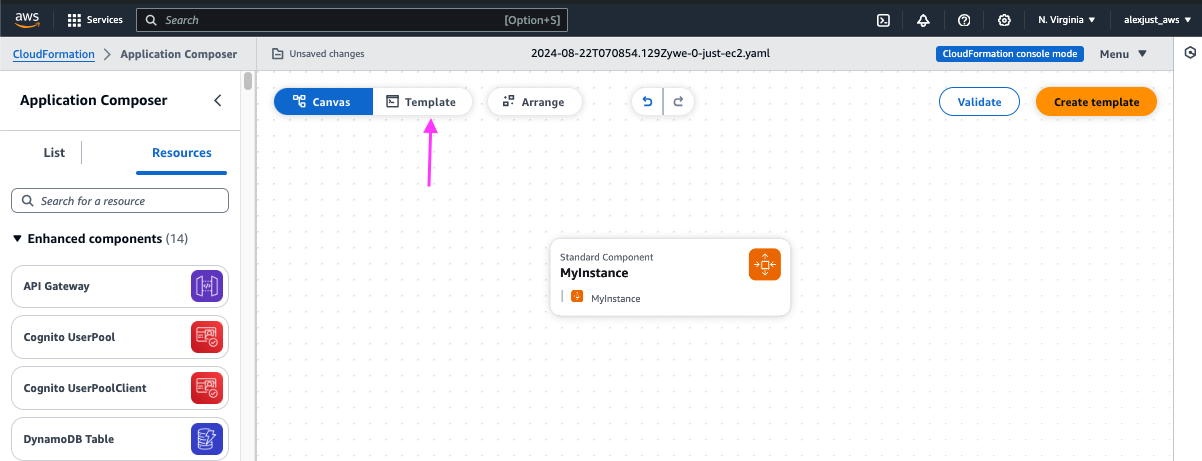 aws
Services
Search
[Option+S]
N. Virginia
alexjust_aws
CloudFormation
Application Composer
Unsaved changes
2024-08-22T070854.129Zywe-0-just-ec2.yaml
CloudFormation console mode
Menu
Application Composer
Canvas
Template
Arrange
Validate
Create template
List
Resources
Search for a resource
Enhanced components (14)
API Gateway
Cognito UserPool
Cognito UserPoolClient
DynamoDB Table
Standard Component
MyInstance
MyInstance